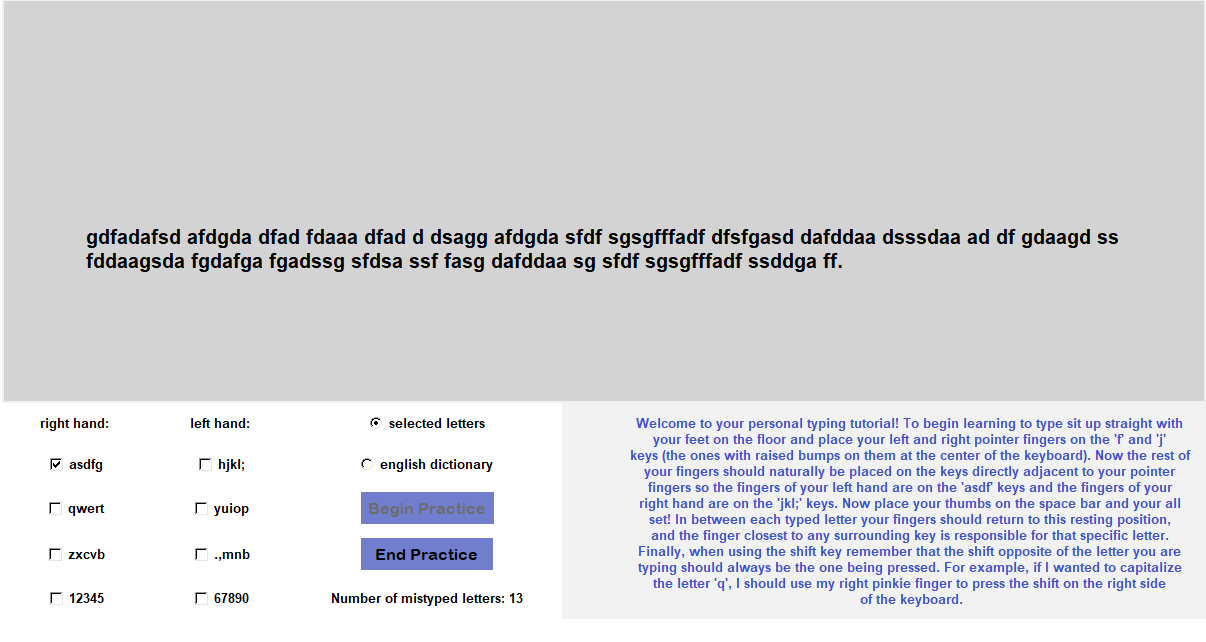 gdfadafsd afdgda dfad fdaaa dfad d dsagg afdgda sfdf sgsgfffadf dfsfgasd dafddaa dsssdaa ad df gdaagd ss
fddaagsda fgdafga fgadssg sfdsa ssf fasg dafddaa sg sfdf sgsgfffadf ssddga ff.
right hand:
asdfg
qwert
zxcvb
12345
left hand:
hjkl;
yuiop
.,mnb
67890
selected letters
english dictionary
Begin Practice
End Practice
Number of mistyped letters: 13
Welcome to your personal typing tutorial! To begin learning to type sit up straight with
your feet on the floor and place your left and right pointer fingers on the 'f' and 'j'
keys (the ones with raised bumps on them at the center of the keyboard). Now the rest of
your fingers should naturally be placed on the keys directly adjacent to your pointer
fingers so the fingers of your left hand are on the 'asdf' keys and the fingers of your
right hand are on the 'jkl;' keys. Now place your thumbs on the space bar and your all
set! In between each typed letter your fingers should return to this resting position,
and the finger closest to any surrounding key is responsible for that specific letter.
Finally, when using the shift key remember that the shift opposite of the letter you are
typing should always be the one being pressed. For example, if I wanted to capitalize
the letter 'q', I should use my right pinkie finger to press the shift on the right side
of the keyboard.